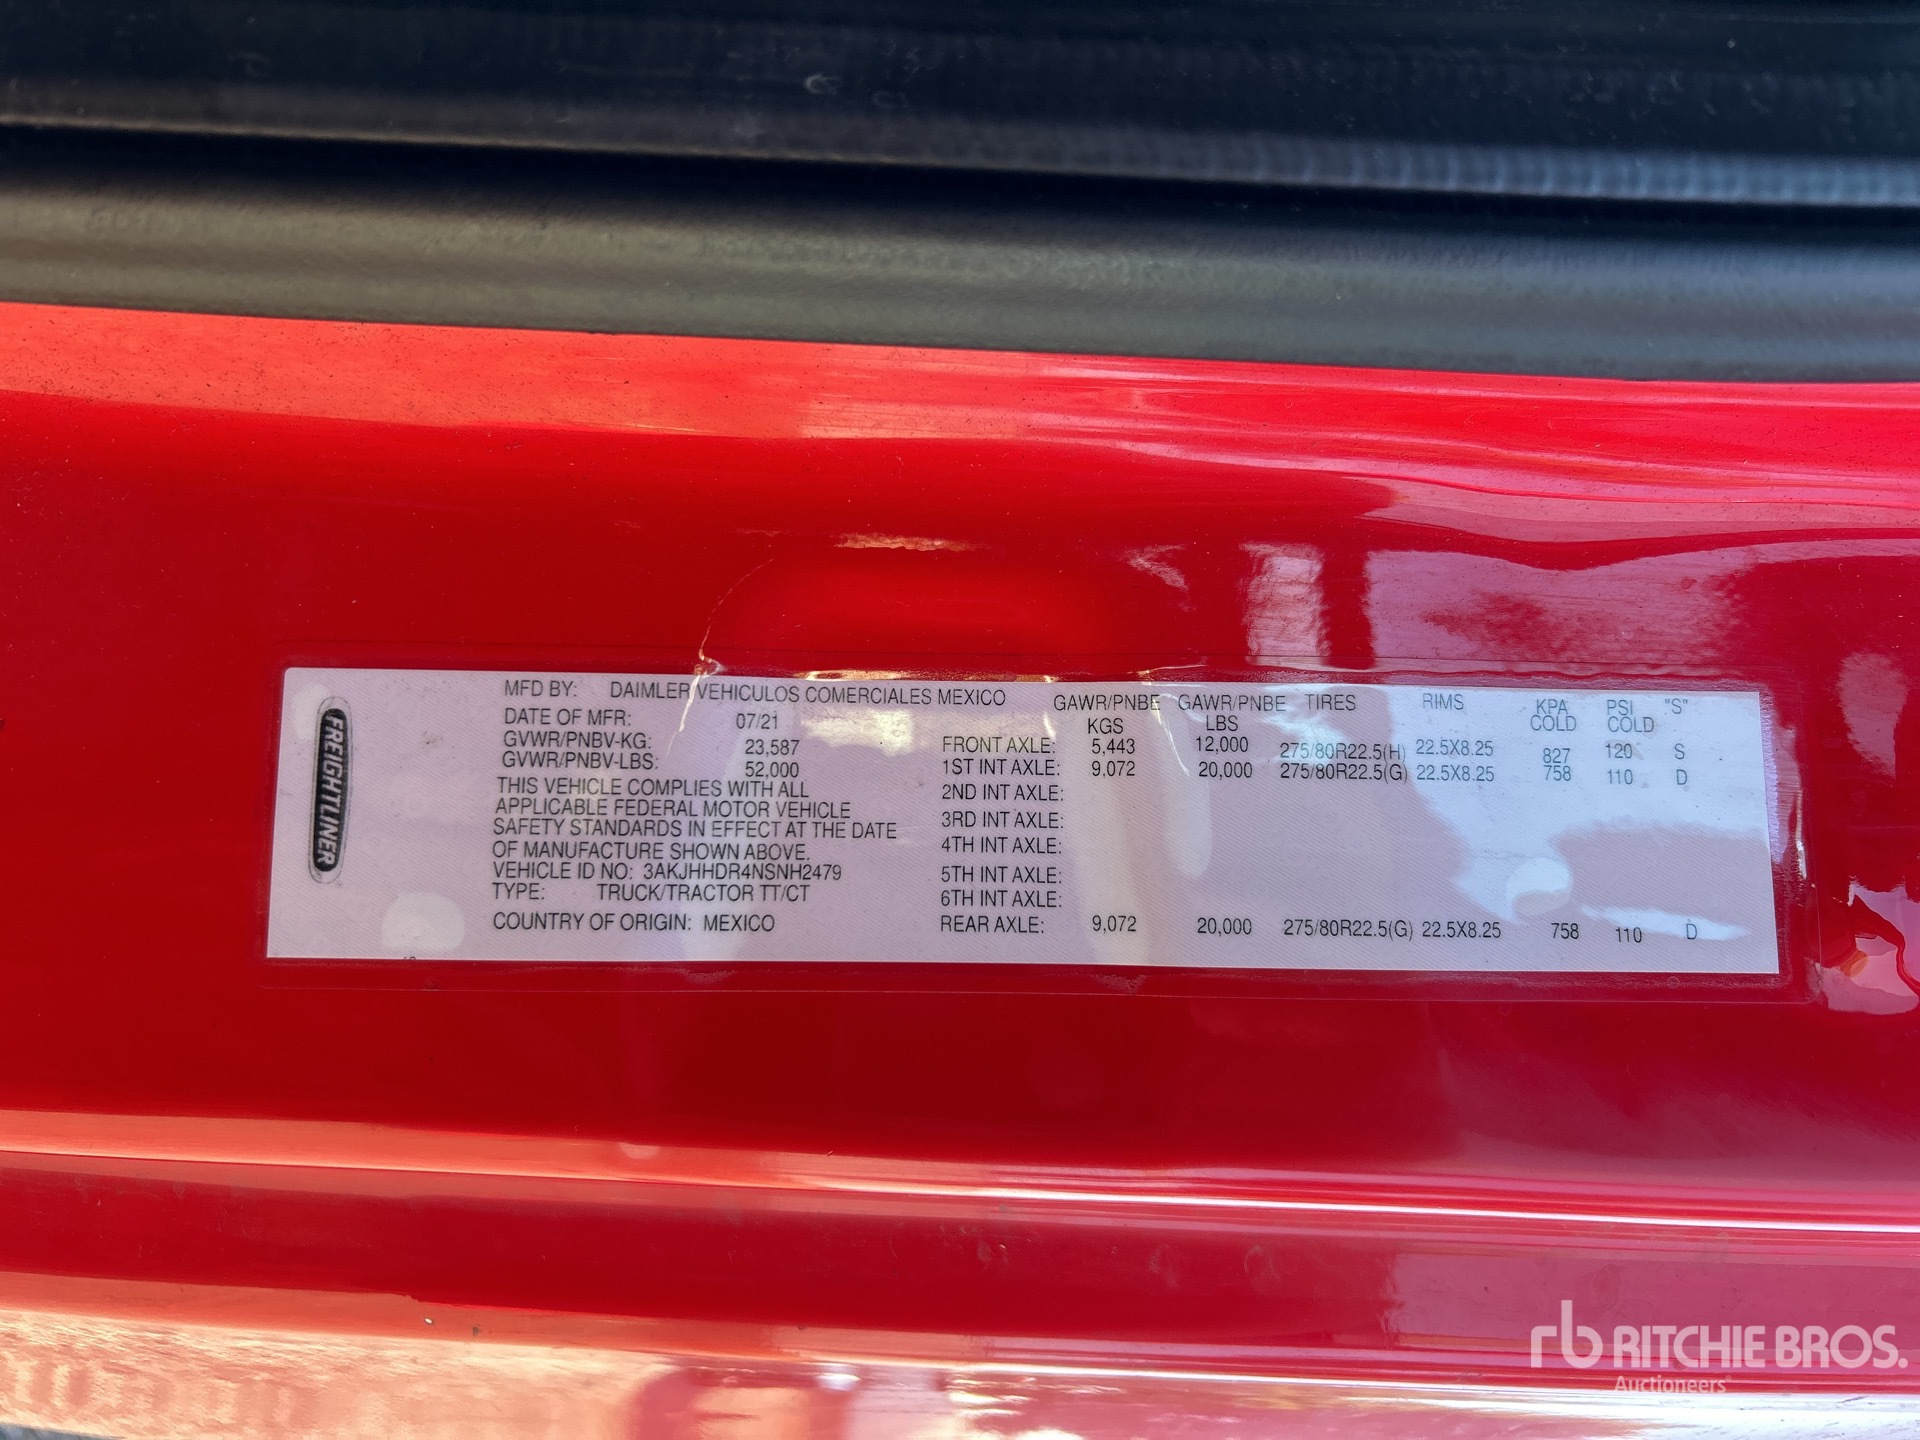 FREIGHTLINER
MFD BY: DAIMLER VEHICULOS COMERCIALES MEXICO
DATE OF MFR: 07/21
GVWR/PNBV-KG: 23,587
GVWR/PNBV-LBS: 52,000
THIS VEHICLE COMPLIES WITH ALL
APPLICABLE FEDERAL MOTOR VEHICLE
SAFETY STANDARDS IN EFFECT AT THE DATE
OF MANUFACTURE SHOWN ABOVE.
VEHICLE ID NO: 3AKJHHDR4NSNH2479
TYPE: TRUCK/TRACTOR TT/CT
COUNTRY OF ORIGIN: MEXICO
GAWR/PNBE GAWR/PNBE TIRES RIMS KPA PSI "S"
KGS LBS COLD COLD
FRONT AXLE: 5,443 12,000 275/80R22.5(H) 22.5X8.25 827 120 S
1ST INT AXLE: 9,072 20,000 275/80R22.5(G) 22.5X8.25 758 110 D
2ND INT AXLE:
3RD INT AXLE:
4TH INT AXLE:
5TH INT AXLE:
6TH INT AXLE:
REAR AXLE: 9,072 20,000 275/80R22.5(G) 22.5X8.25 758 110 D
rb RITCHIE BROS.
Auctioneers